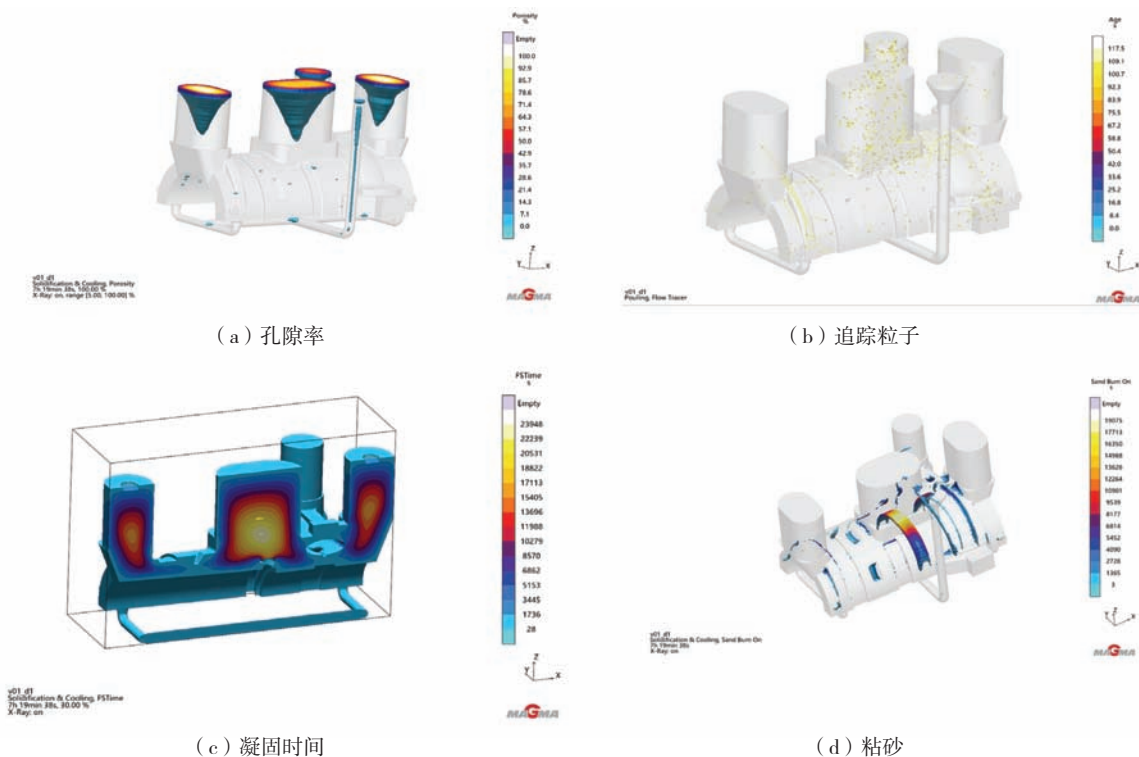 Porosity
%
Empty
100.0
92.9
85.7
78.6
71.4
64.3
57.1
50.0
42.9
35.7
28.6
21.4
14.3
7.1
0.0
Z
Y
X
v01_d1
Solidification & Cooling, Porosity
7h 19min 38s, 100.00 %
X-Ray: on, range [5.00, 100.00] %
MAGMA
(a)孔隙率
Age
s
117.5
109.1
100.7
92.3
83.9
75.5
67.2
58.8
50.4
42.0
33.6
25.2
16.8
8.4
0.0
Z
Y
X
v01_d1
Pouring, Flow Tracer
MAGMA
(b)追踪粒子
FSTime
s
Empty
23948
22239
20531
18822
17113
15405
13696
11988
10279
8570
6862
5153
3445
1736
28
Z
Y
X
v01_d1
Solidification & Cooling, FSTime
7h 19min 38s, 30.00 %
X-Ray: on
MAGMA
(c)凝固时间
Sand Burn On
s
Empty
19075
17713
16350
14988
13626
12264
10901
9539
8177
6814
5452
4090
2728
1365
3
Z
Y
X
v01_d1
Solidification & Cooling, Sand Burn On
7h 19min 38s
X-Ray: on
MAGMA
(d)粘砂